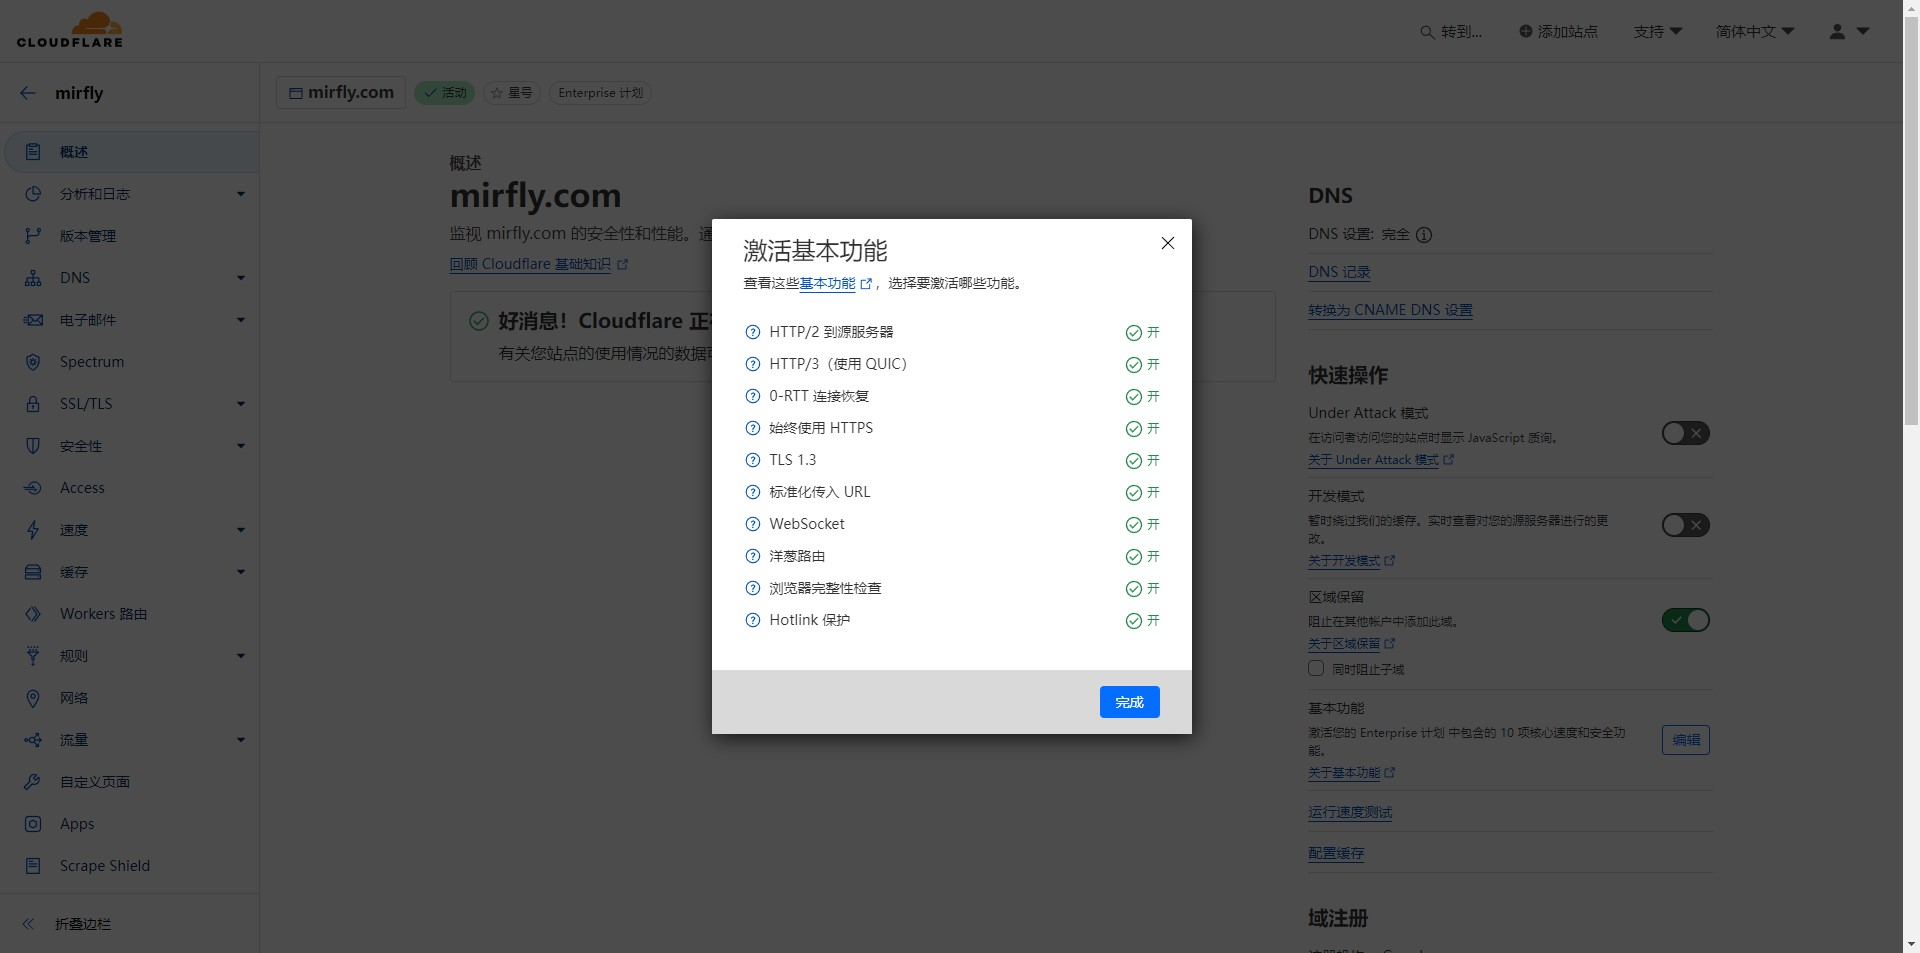 CLOUDFLARE
转到...
添加站点
支持
简体中文
mirfly
mirfly.com
活动
星号
Enterprise 计划
概述
分析和日志
版本管理
DNS
电子邮件
Spectrum
SSL/TLS
安全性
Access
速度
缓存
Workers 路由
规则
网络
流量
自定义页面
Apps
Scrape Shield
折叠边栏
概述
mirfly.com
监视 mirfly.com 的安全性和性能。通
回顾 Cloudflare 基础知识
好消息！Cloudflare 正
有关您站点的使用情况的数据
激活基本功能
查看这些基本功能，选择要激活哪些功能。
HTTP/2 到源服务器 开
HTTP/3（使用 QUIC） 开
0-RTT 连接恢复 开
始终使用 HTTPS 开
TLS 1.3 开
标准化传入 URL 开
WebSocket 开
洋葱路由 开
浏览器完整性检查 开
Hotlink 保护 开
完成
DNS
DNS 设置: 完全
DNS 记录
转换为 CNAME DNS 设置
快速操作
Under Attack 模式
在访问者访问您的站点时显示 JavaScript 质询。
关于 Under Attack 模式
开发模式
暂时绕过我们的缓存。实时查看对您的源服务器进行的更
改。
关于开发模式
区域保留
阻止在其他帐户中添加此域。
关于区域保留
同时阻止子域
基本功能
激活您的 Enterprise 计划 中包含的 10 项核心速度和安全功
能。
关于基本功能
编辑
运行速度测试
配置缓存
域注册